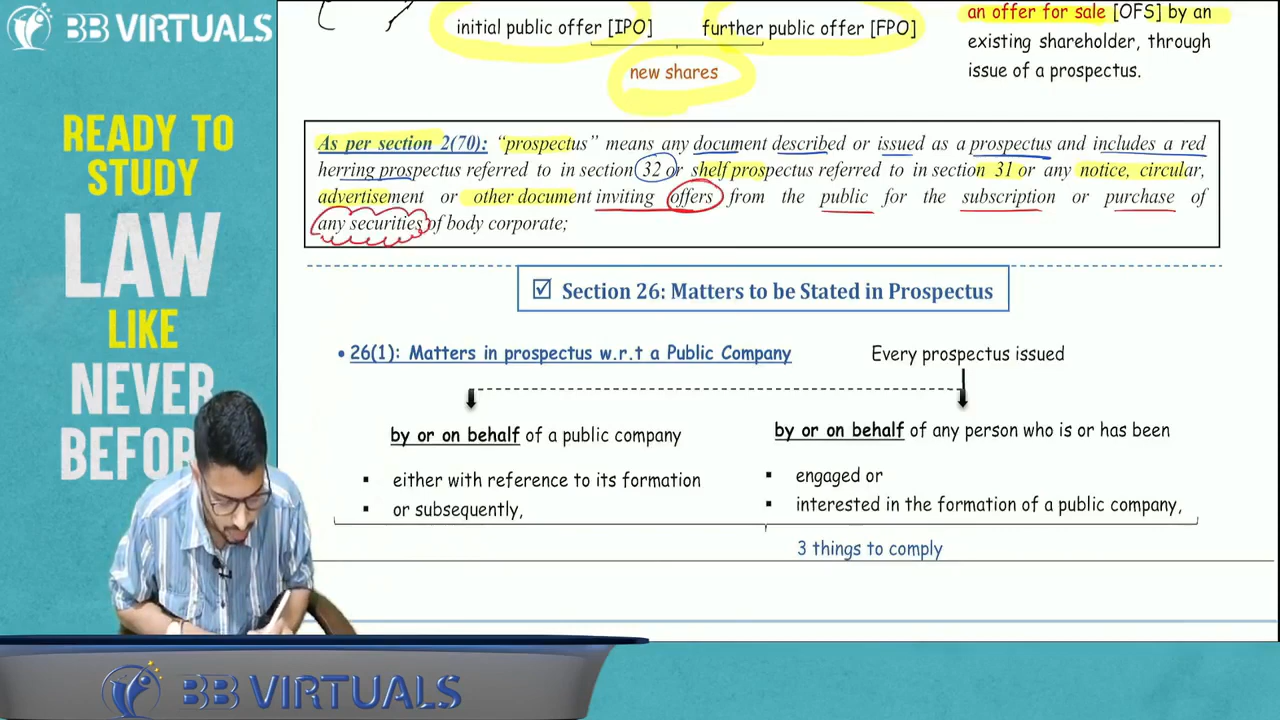 BB VIRTUALS
READY TO
STUDY
LAW
LIKE
NEVER
BEFOR
initial public offer [IPO]
further public offer [FPO]
new shares
an offer for sale [OFS] by an
existing shareholder, through
issue of a prospectus.
As per section 2(70): “prospectus” means any document described or issued as a prospectus and includes a red
herring prospectus referred to in section 32 or shelf prospectus referred to in section 31 or any notice, circular,
advertisement or other document inviting offers from the public for the subscription or purchase of
any securities of body corporate;
Section 26: Matters to be Stated in Prospectus
• 26(1): Matters in prospectus w.r.t a Public Company
Every prospectus issued
by or on behalf of a public company
▪ either with reference to its formation
▪ or subsequently,
by or on behalf of any person who is or has been
▪ engaged or
▪ interested in the formation of a public company,
3 things to comply
BB VIRTUALS